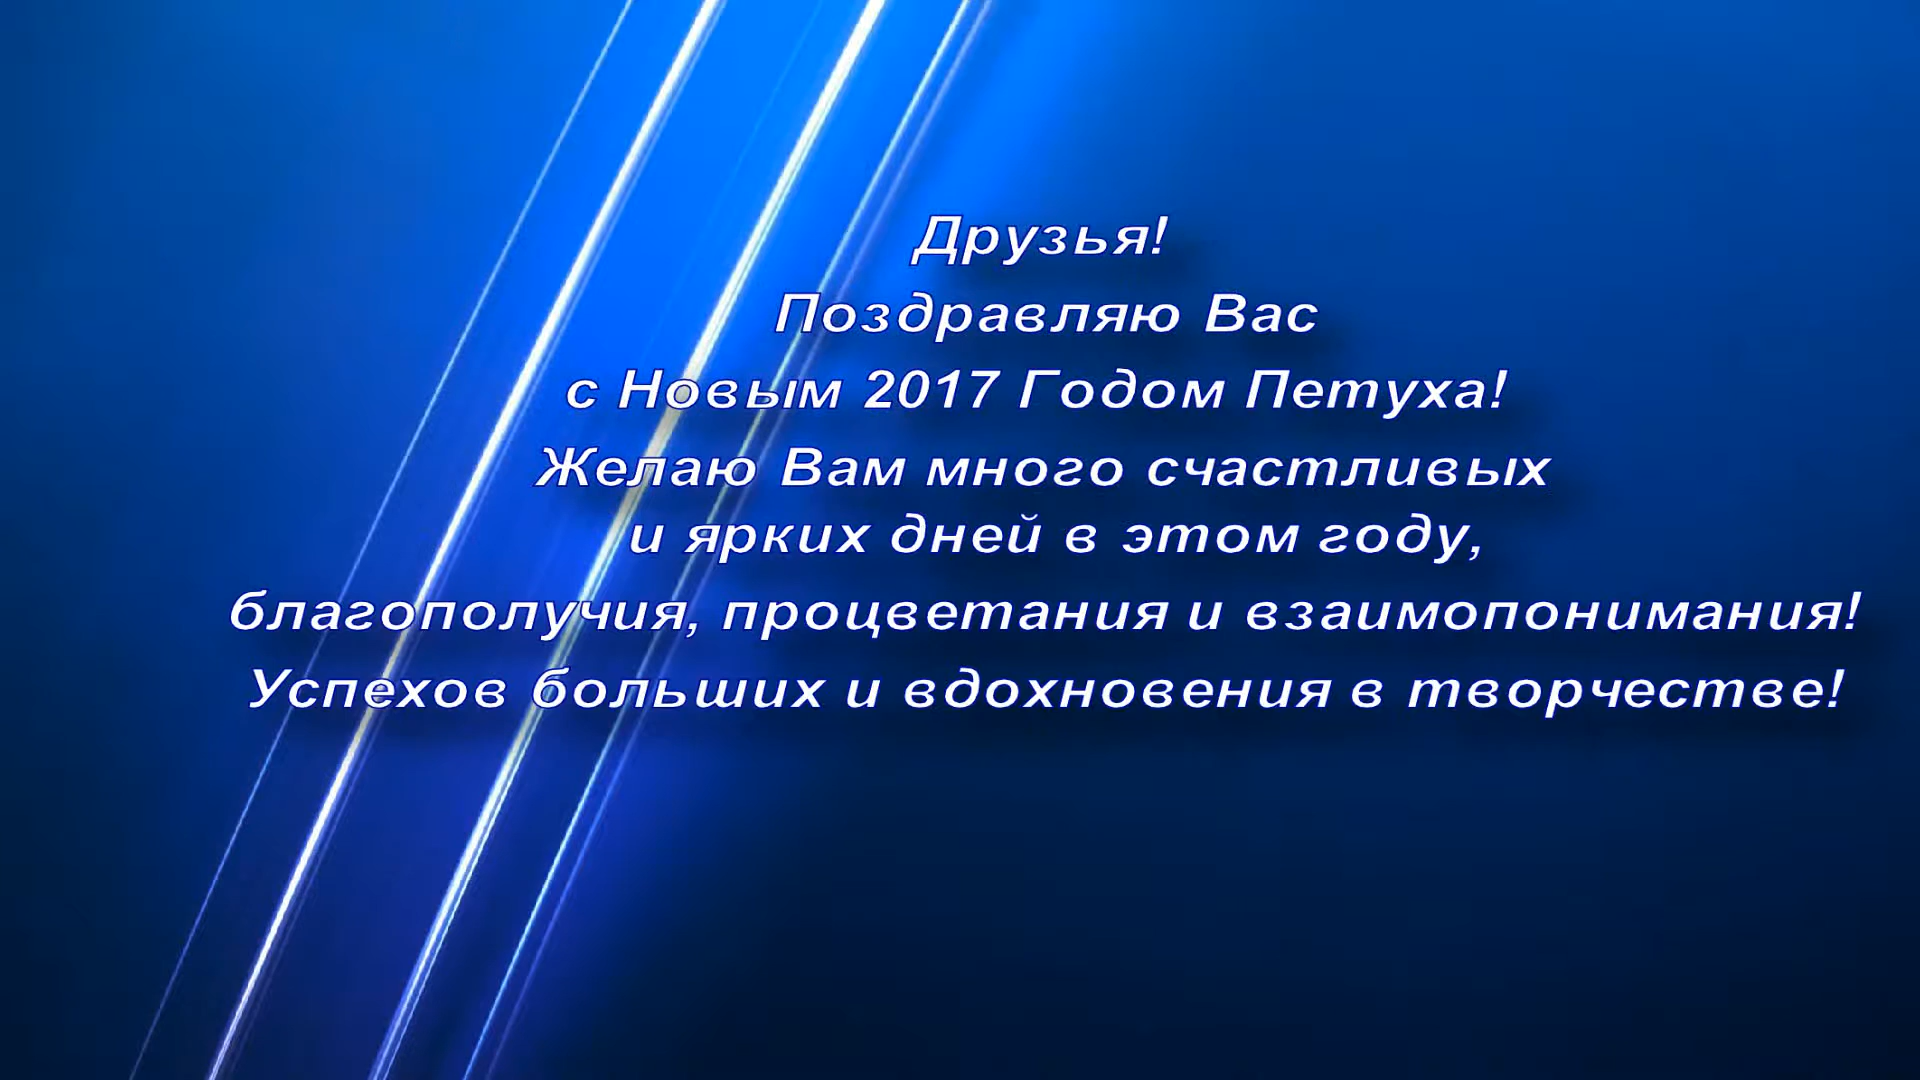 Друзья!
Поздравляю Вас
с Новым 2017 Годом Петуха!
Желаю Вам много счастливых
и ярких дней в этом году,
благополучия, процветания и взаимопонимания!
Успехов больших и вдохновения в творчестве!